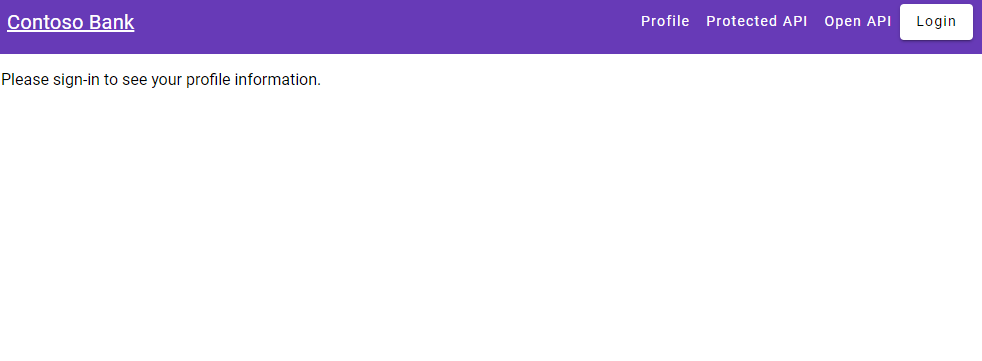 Contoso Bank Profile Protected API Open API Login
Please sign-in to see your profile information.